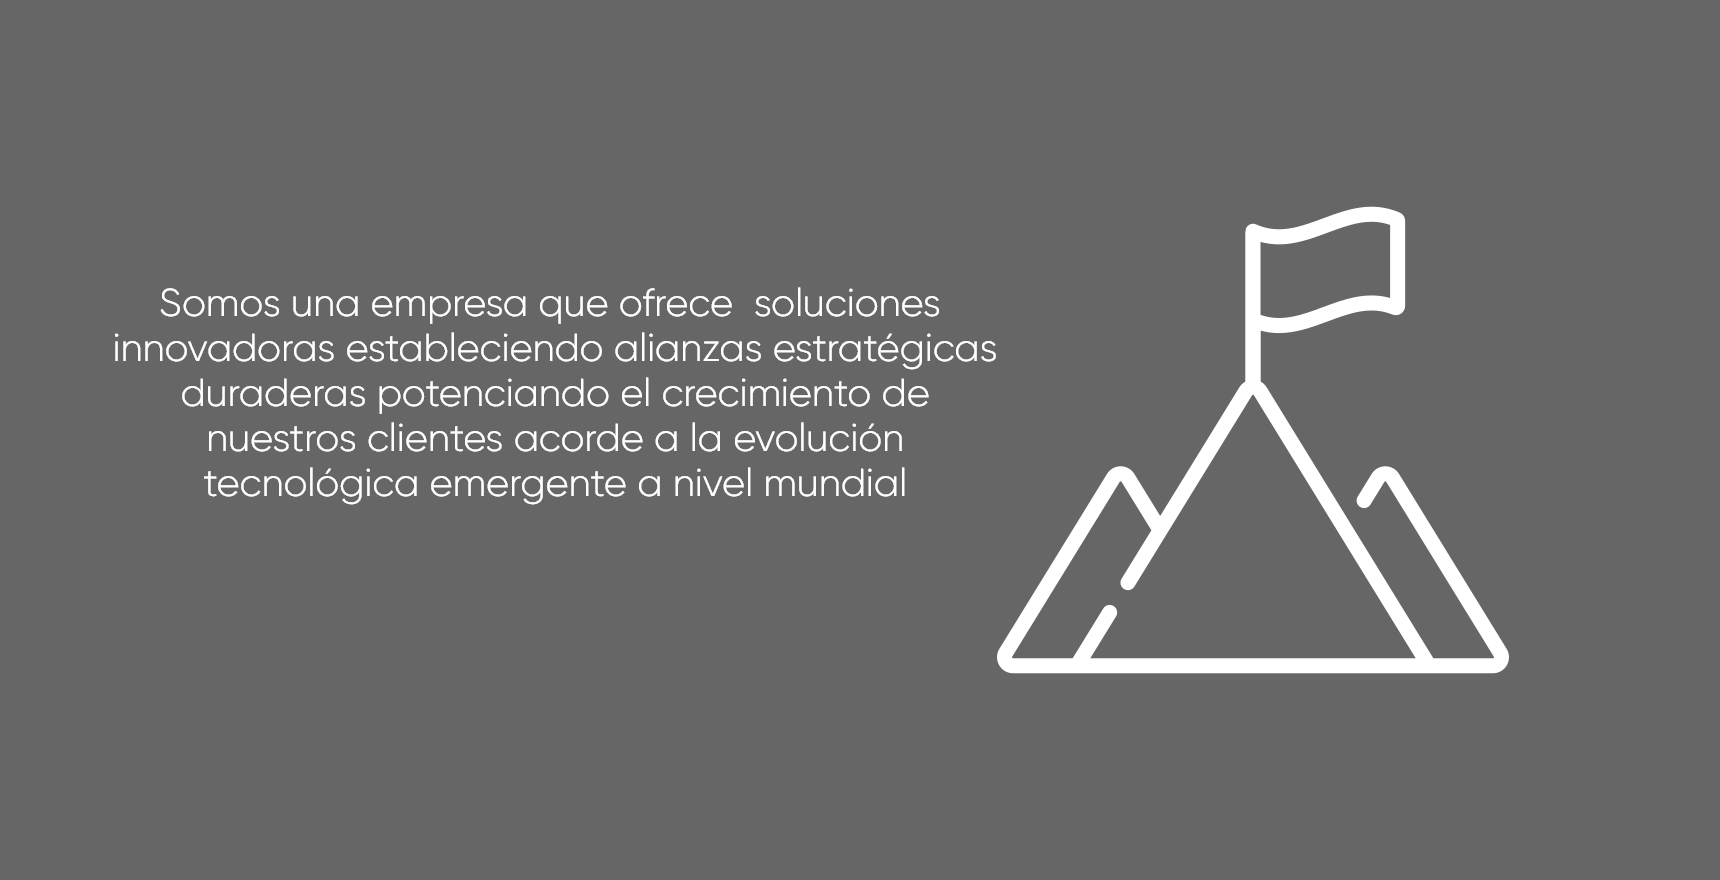 Somos una empresa que ofrece  soluciones
innovadoras estableciendo alianzas estratégicas
duraderas potenciando el crecimiento de
nuestros clientes acorde a la evolución
tecnológica emergente a nivel mundial